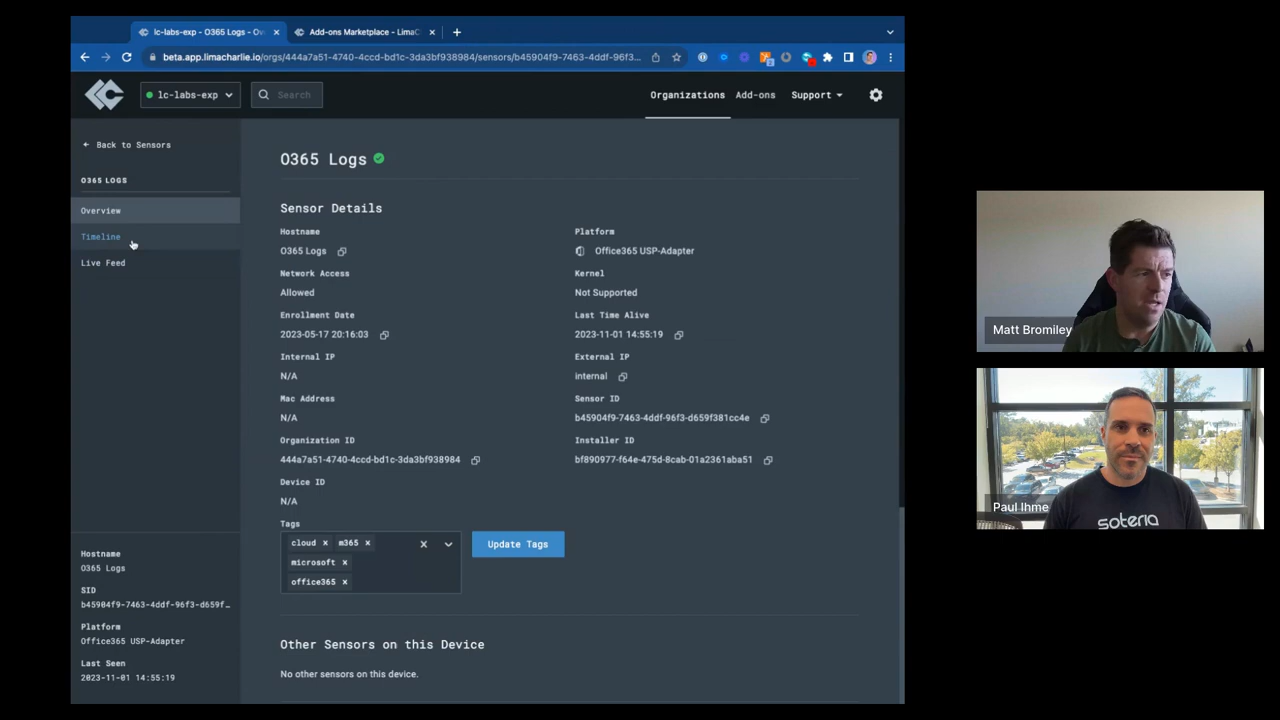 lc-labs-exp - O365 Logs - Ov
Add-ons Marketplace - LimaC
beta.app.limacharlie.io/orgs/444a7a51-4740-4ccd-bd1c-3da3bf938984/sensors/b45904f9-7463-4ddf-96f3...
lc-labs-exp
Search
Organizations
Add-ons
Support
Back to Sensors
O365 LOGS
Overview
Timeline
Live Feed
O365 Logs
Sensor Details
Hostname
Platform
O365 Logs
Office365 USP-Adapter
Network Access
Kernel
Allowed
Not Supported
Enrollment Date
Last Time Alive
2023-05-17 20:16:03
2023-11-01 14:55:19
Internal IP
External IP
N/A
internal
Mac Address
Sensor ID
N/A
b45904f9-7463-4ddf-96f3-d659f381cc4e
Organization ID
Installer ID
444a7a51-4740-4ccd-bd1c-3da3bf938984
bf890977-f64e-475d-8cab-01a2361aba51
Device ID
N/A
Tags
cloud
m365
microsoft
office365
Update Tags
Other Sensors on this Device
No other sensors on this device.
Hostname
O365 Logs
SID
b45904f9-7463-4ddf-96f3-d659f...
Platform
Office365 USP-Adapter
Last Seen
2023-11-01 14:55:19
Matt Bromiley
Paul Ihme
soteria